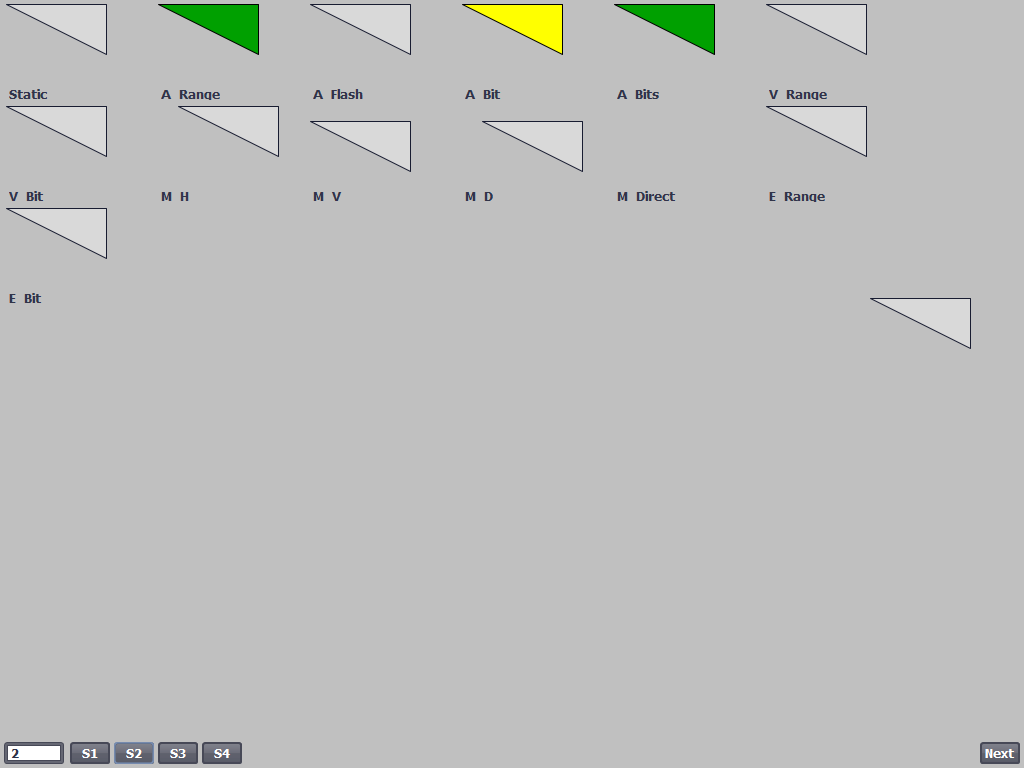 Static A Range A Flash A Bit A Bits V Range
V Bit M H M V M D M Direct E Range
E Bit
2 S1 S2 S3 S4 Next